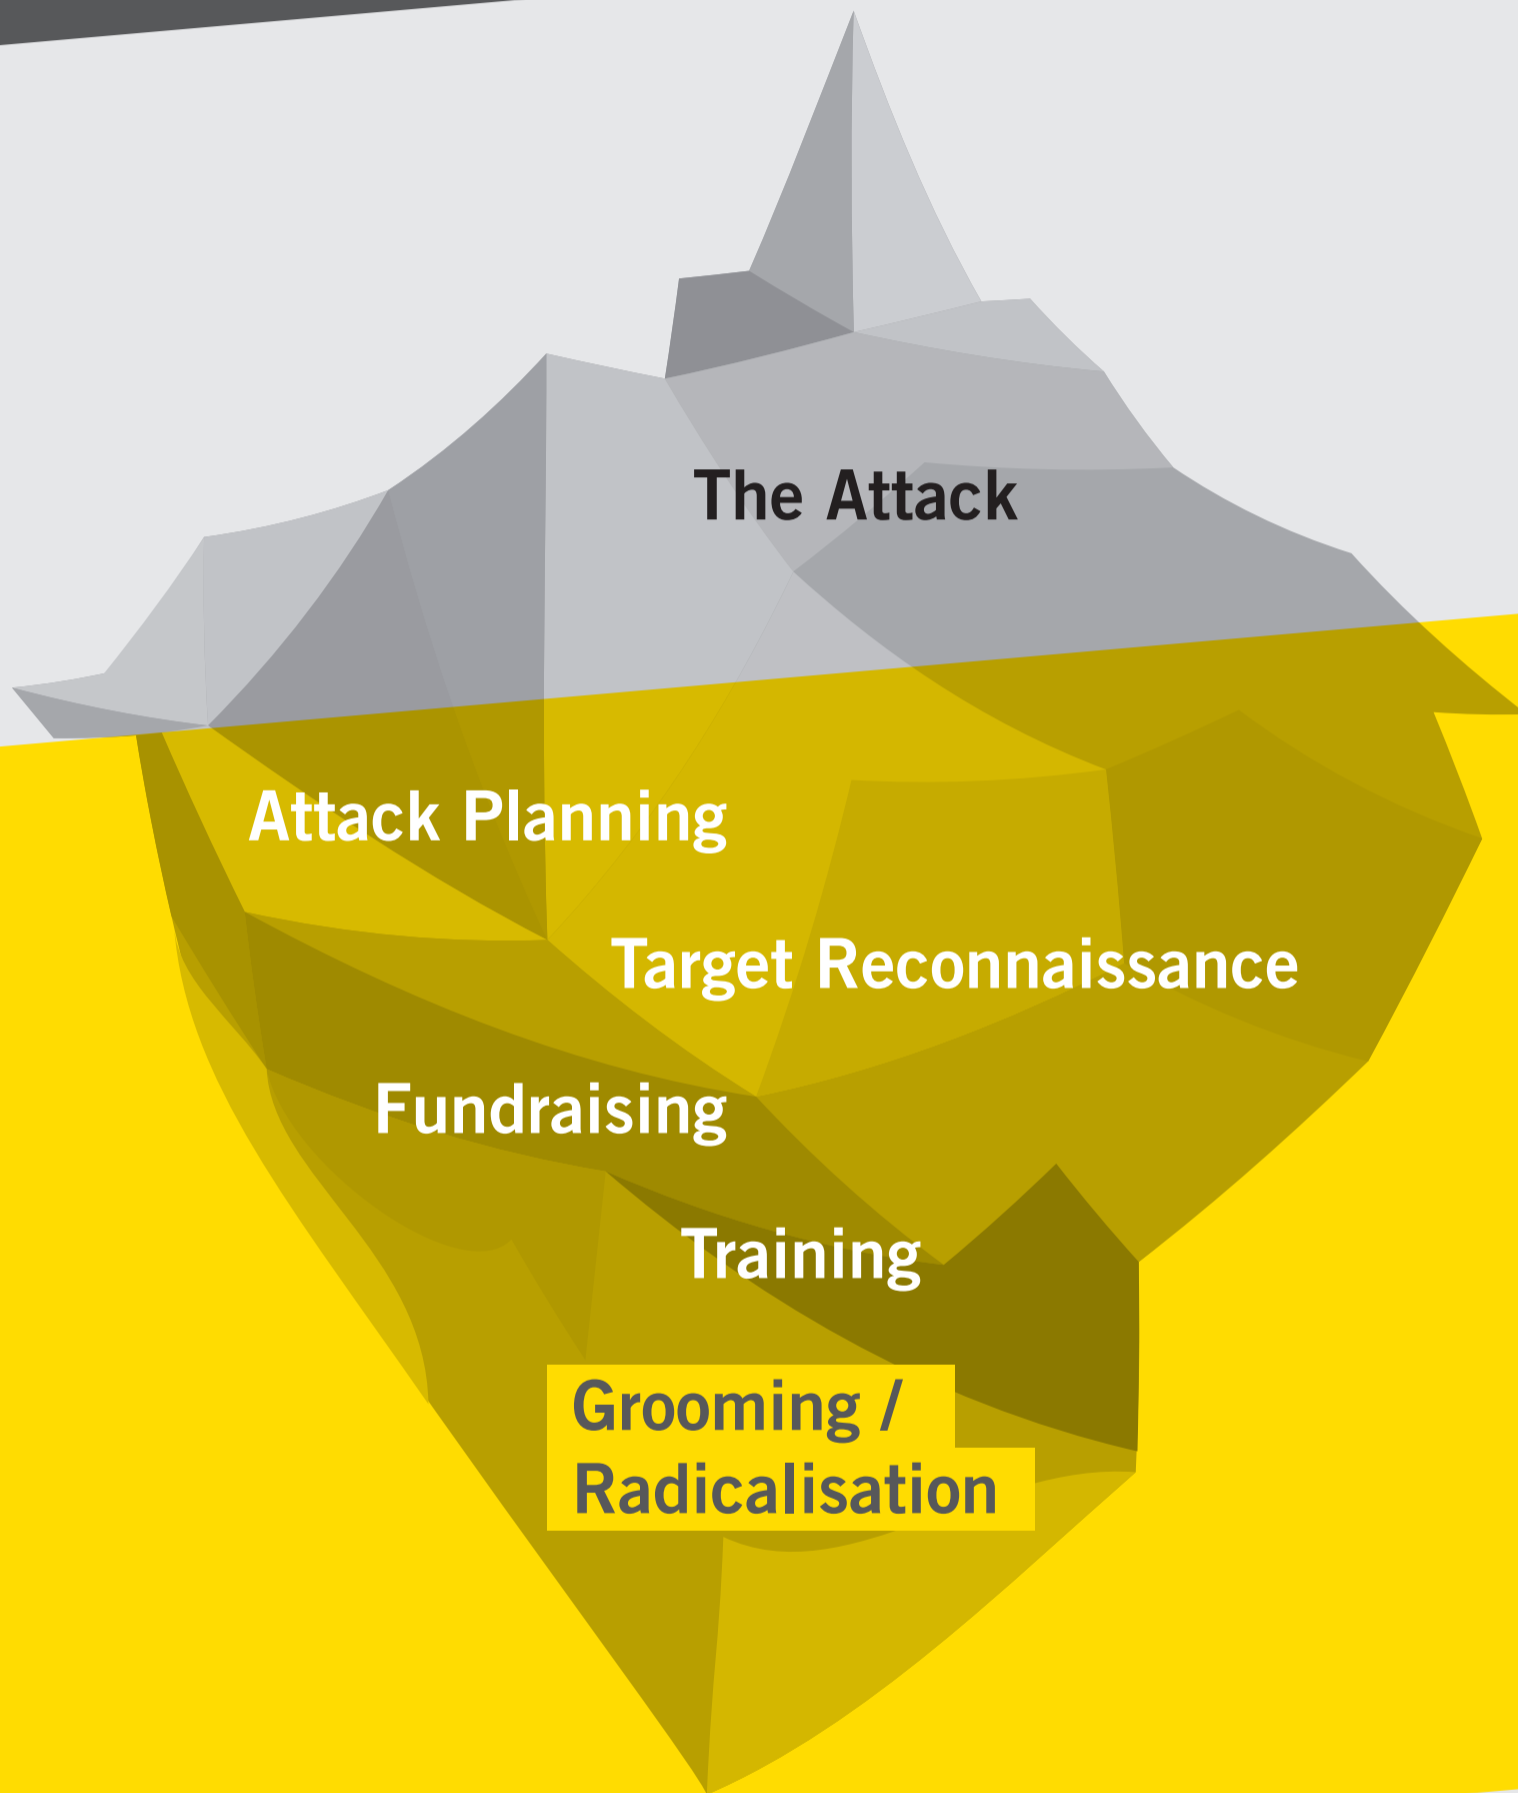 The Attack
Attack Planning
Target Reconnaissance
Fundraising
Training
Grooming /
Radicalisation